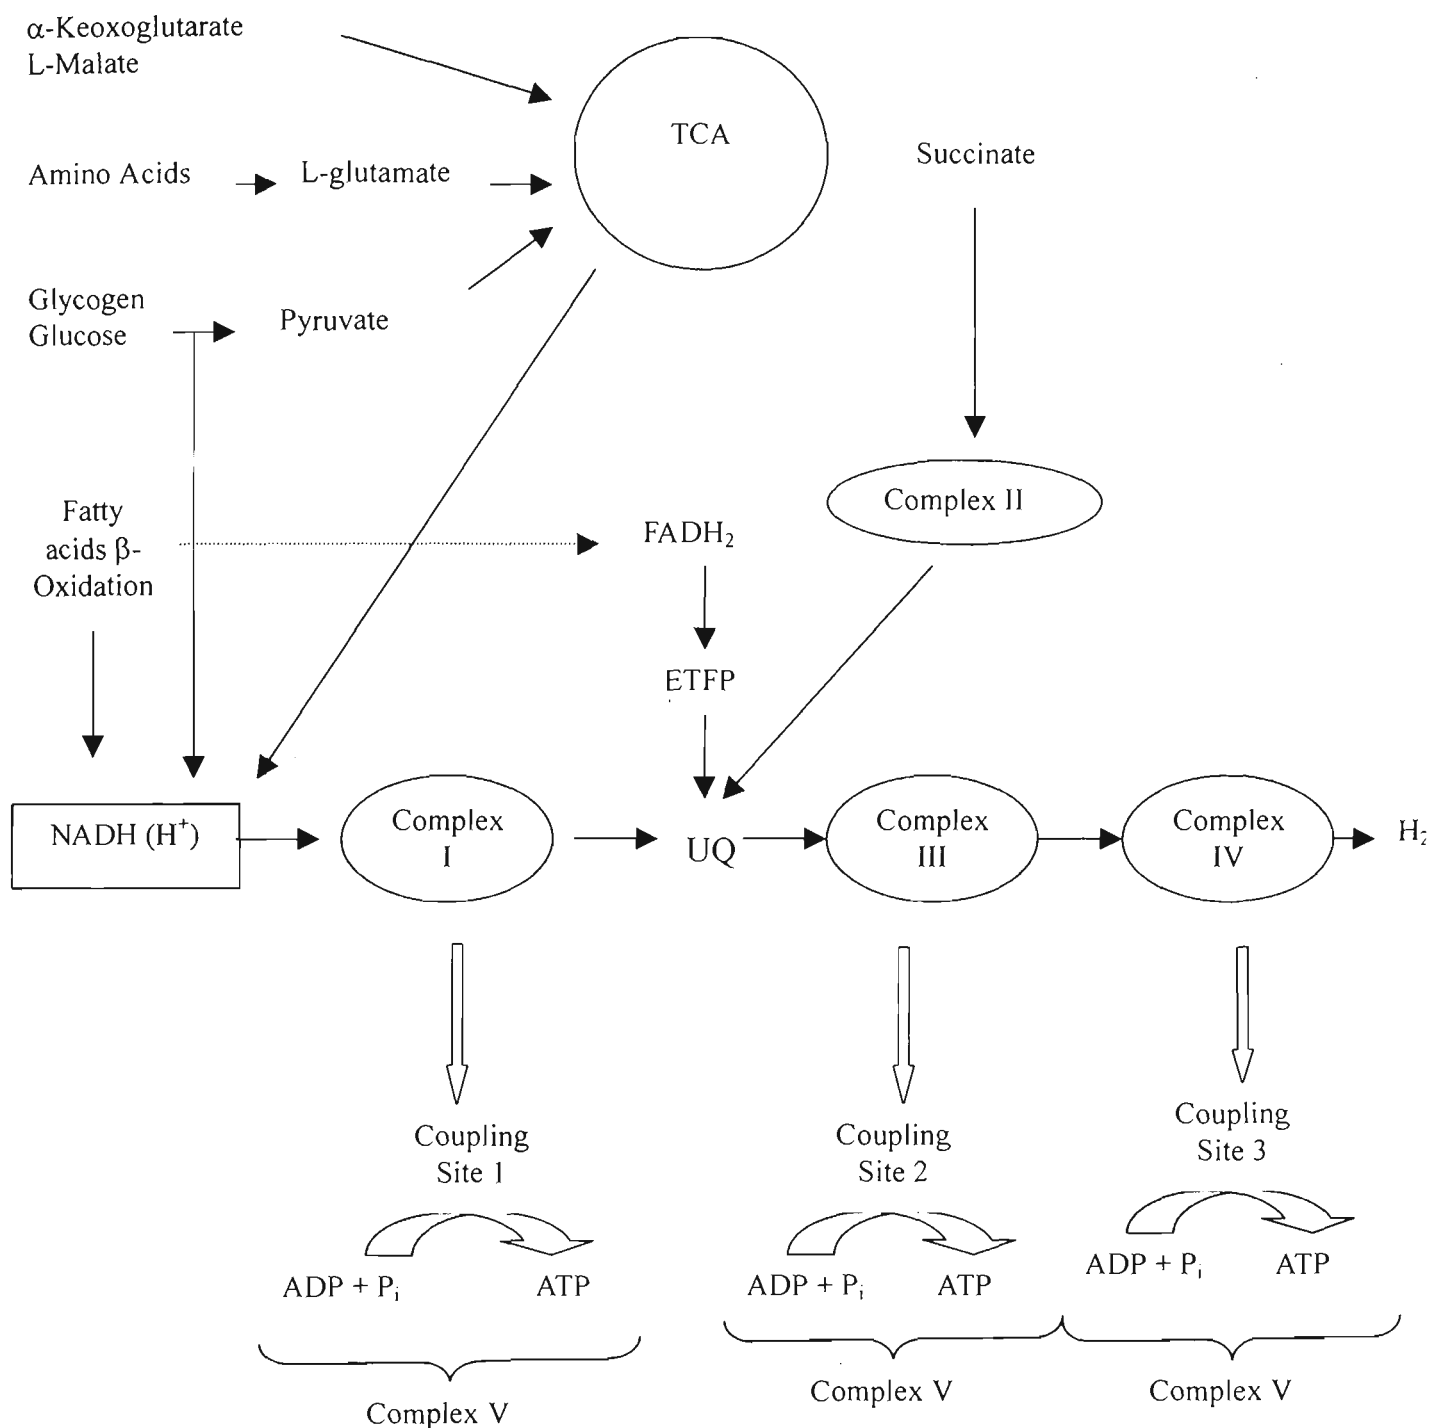 α-Keoxoglutarate
L-Malate
TCA
Succinate
Amino Acids
L-glutamate
Glycogen
Glucose
Pyruvate
Fatty
acids β-
Oxidation
FADH₂
Complex II
ETFP
NADH (H⁺)
Complex
I
UQ
Complex
III
Complex
IV
H₂
Coupling
Site 1
Coupling
Site 2
Coupling
Site 3
ADP + Pᵢ
ATP
ADP + Pᵢ
ATP
ADP + Pᵢ
ATP
Complex V
Complex V
Complex V